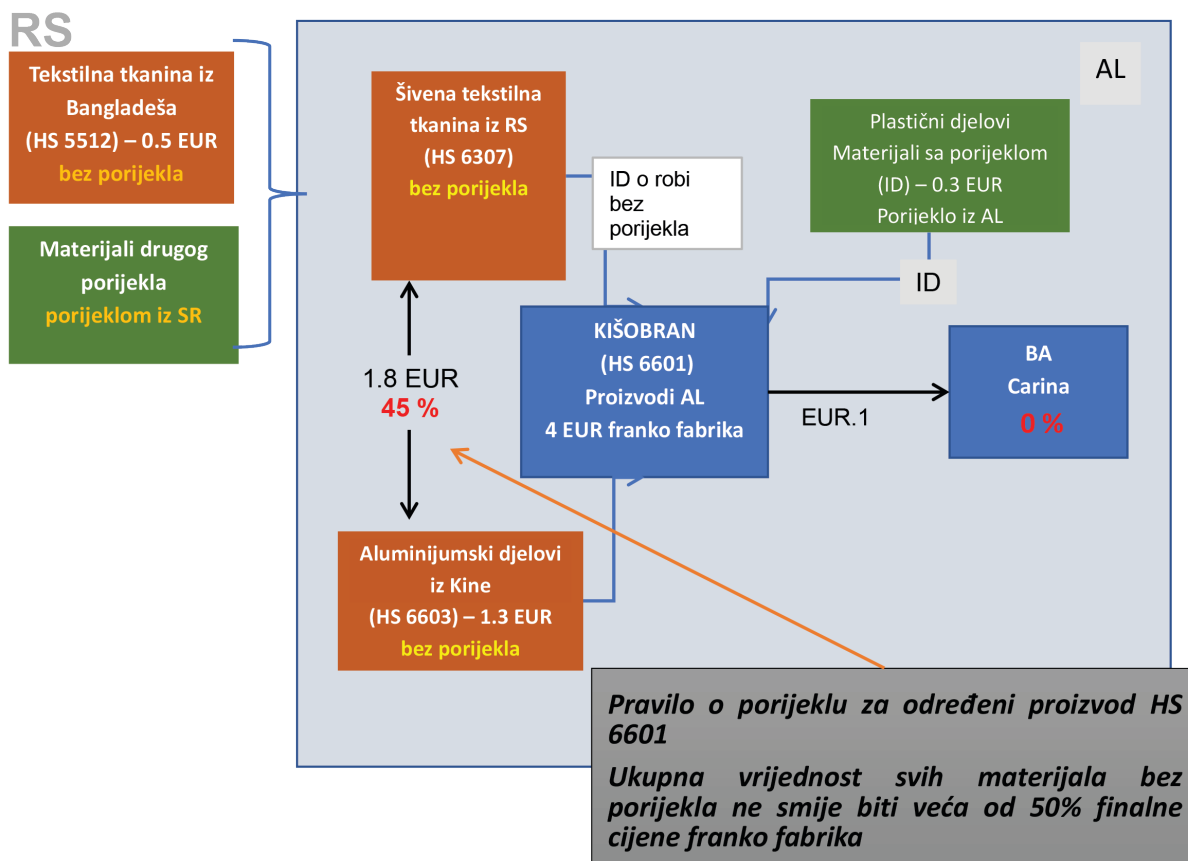 RS
Tekstilna tkanina iz
Bangladeša
(HS 5512) – 0.5 EUR
bez porijekla
Materijali drugog
porijekla
porijeklom iz SR
AL
Šivena tekstilna
tkanina iz RS
(HS 6307)
bez porijekla
ID o robi
bez
porijekla
Plastični djelovi
Materijali sa porijeklom
(ID) – 0.3 EUR
Porijeklo iz AL
ID
1.8 EUR
45 %
KIŠOBRAN
(HS 6601)
Proizvodi AL
4 EUR franko fabrika
EUR.1
BA
Carina
0 %
Aluminijumski djelovi
iz Kine
(HS 6603) – 1.3 EUR
bez porijekla
Pravilo o porijeklu za određeni proizvod HS
6601
Ukupna vrijednost svih materijala bez
porijekla ne smije biti veća od 50% finalne
cijene franko fabrika